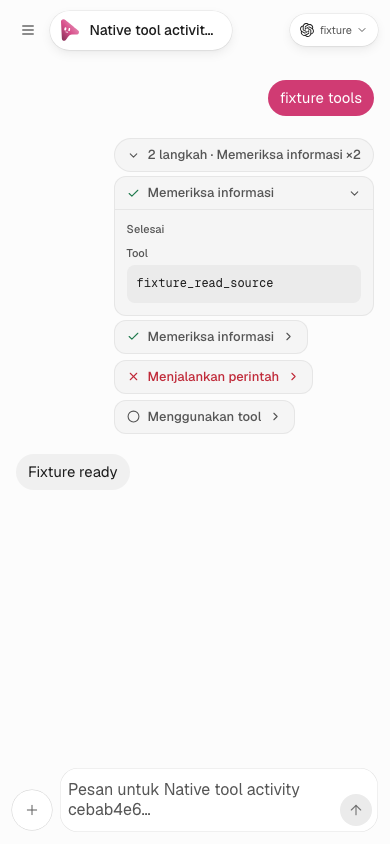 Native tool activit...
fixture
fixture tools
2 langkah · Memeriksa informasi ×2
Memeriksa informasi
Selesai
Tool
fixture_read_source
Memeriksa informasi
Menjalankan perintah
Menggunakan tool
Fixture ready
Pesan untuk Native tool activity
cebab4e6...